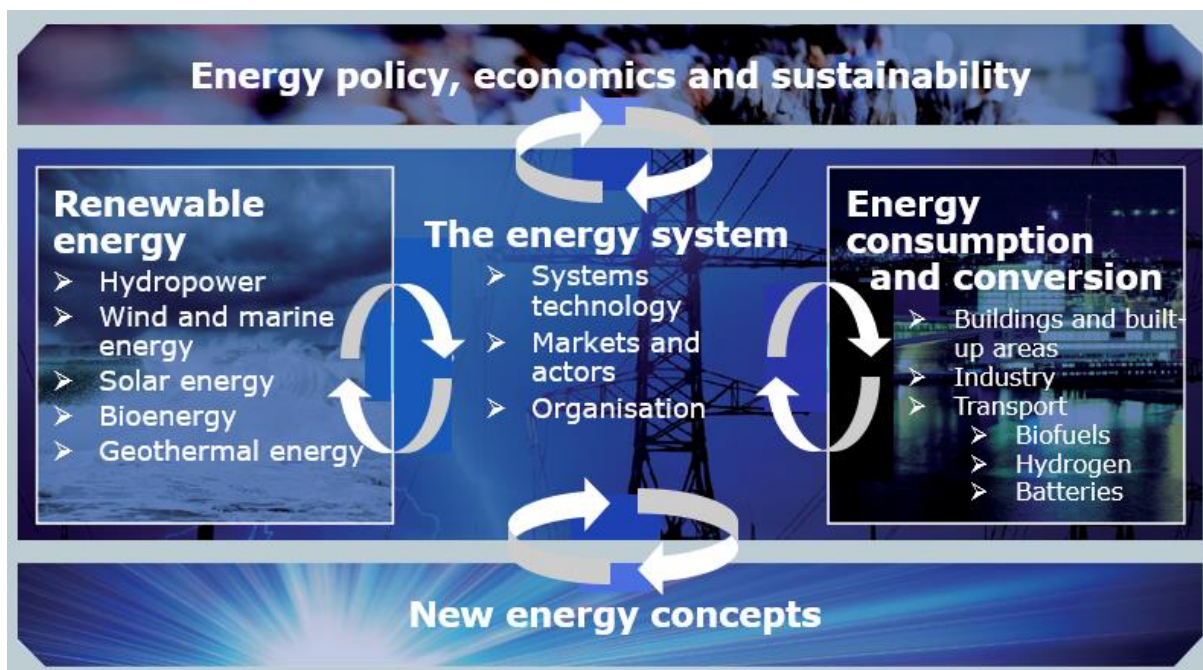 Energy policy, economics and sustainability
Renewable
energy
➢ Hydropower
➢ Wind and marine
energy
➢ Solar energy
➢ Bioenergy
➢ Geothermal energy
The energy system
➢ Systems
technology
➢ Markets and
actors
➢ Organisation
Energy
consumption
and conversion
➢ Buildings and built-
up areas
➢ Industry
➢ Transport
➢ Biofuels
➢ Hydrogen
➢ Batteries
New energy concepts